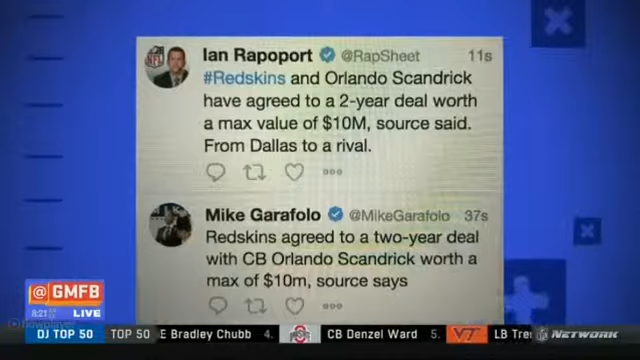 Ian Rapoport @RapSheet 11s
#Redskins and Orlando Scandrick
have agreed to a 2-year deal worth
a max value of $10M, source said.
From Dallas to a rival.
Mike Garafolo @MikeGarafolo 37s
Redskins agreed to a two-year deal
with CB Orlando Scandrick worth a
max of $10m, source says
@GMFB
LIVE
DJ TOP 50 TOP 50 E Bradley Chubb 4. CB Denzel Ward 5. LB Tre NFL NETWORK